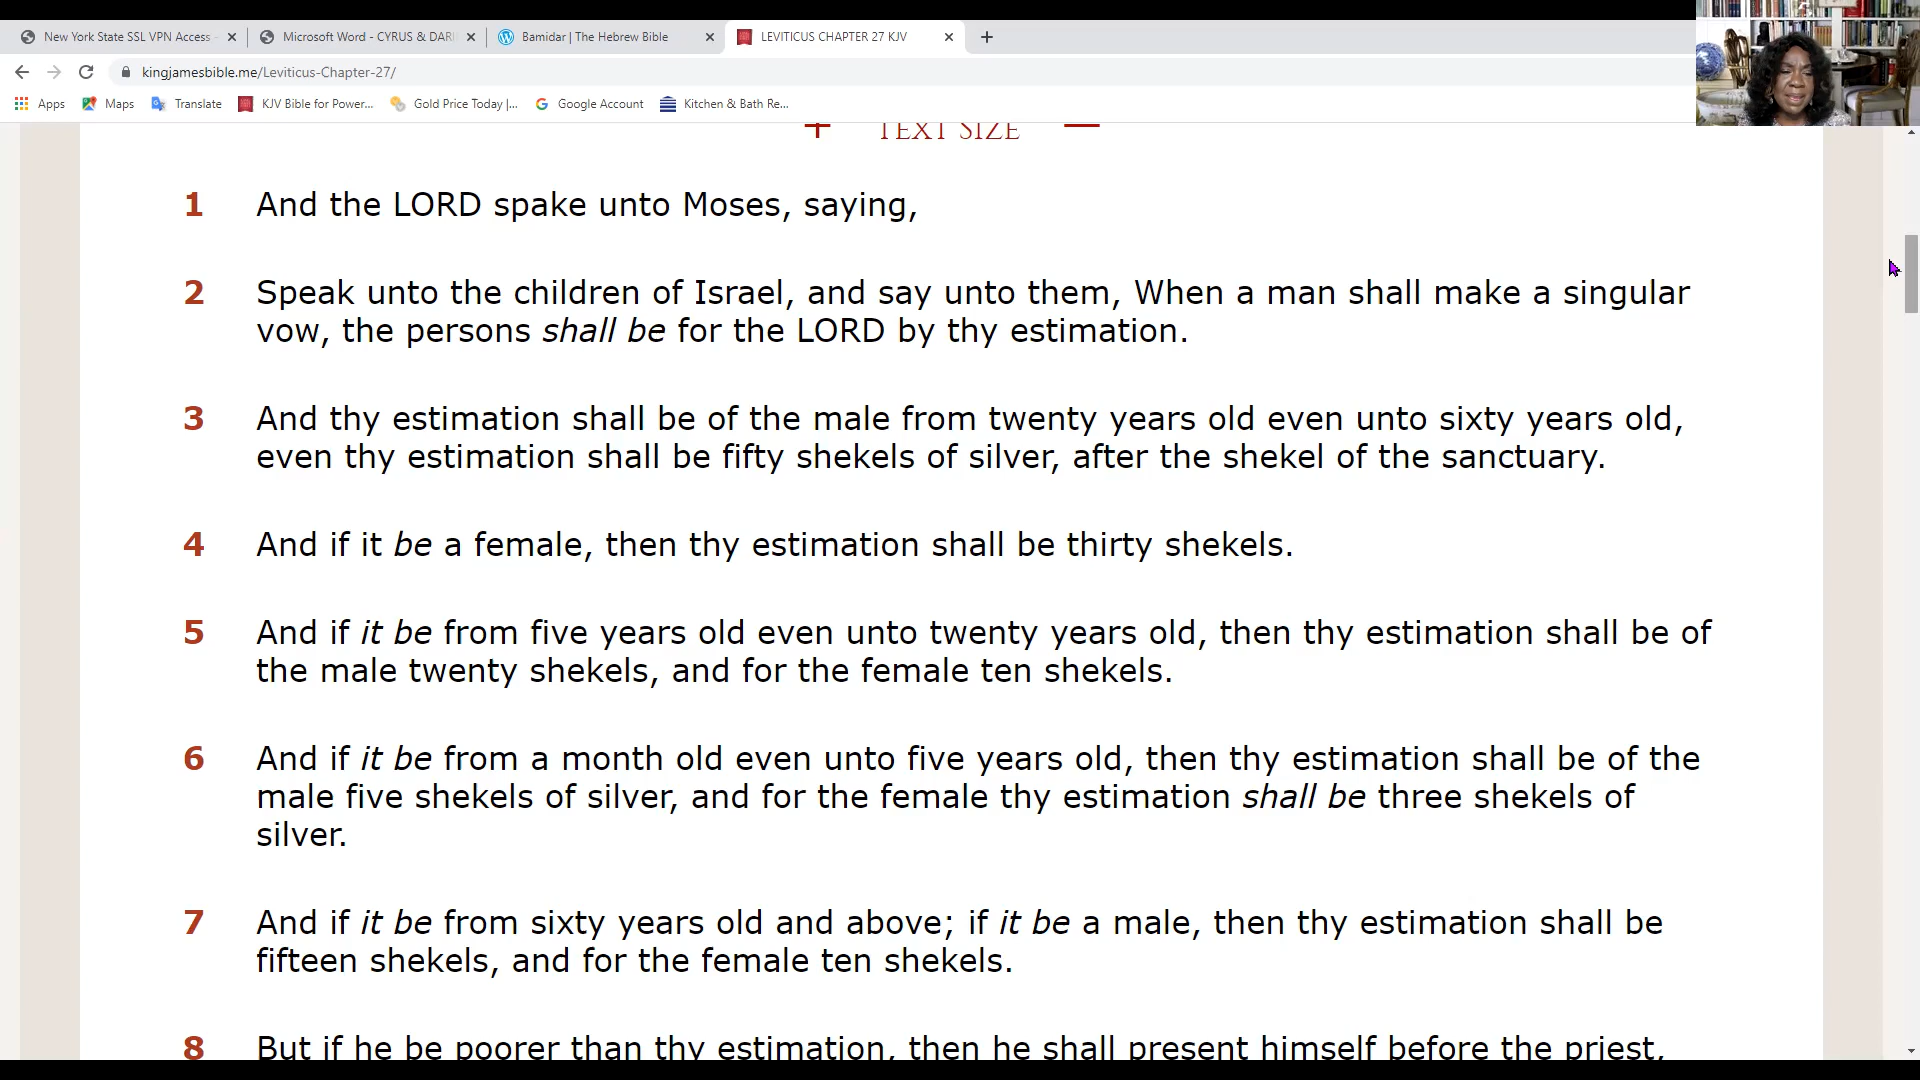 New York State SSL VPN Access - Microsoft Word - CYRUS & DARI Bamidar | The Hebrew Bible LEVITICUS CHAPTER 27 KJV
kingjamesbible.me/Leviticus-Chapter-27/
Apps Maps Translate KJV Bible for Power... Gold Price Today |... Google Account Kitchen & Bath Re...
+ TEXT SIZE —
1 And the LORD spake unto Moses, saying,
2 Speak unto the children of Israel, and say unto them, When a man shall make a singular
vow, the persons shall be for the LORD by thy estimation.
3 And thy estimation shall be of the male from twenty years old even unto sixty years old,
even thy estimation shall be fifty shekels of silver, after the shekel of the sanctuary.
4 And if it be a female, then thy estimation shall be thirty shekels.
5 And if it be from five years old even unto twenty years old, then thy estimation shall be of
the male twenty shekels, and for the female ten shekels.
6 And if it be from a month old even unto five years old, then thy estimation shall be of the
male five shekels of silver, and for the female thy estimation shall be three shekels of
silver.
7 And if it be from sixty years old and above; if it be a male, then thy estimation shall be
fifteen shekels, and for the female ten shekels.
8 But if he be poorer than thy estimation, then he shall present himself before the priest,